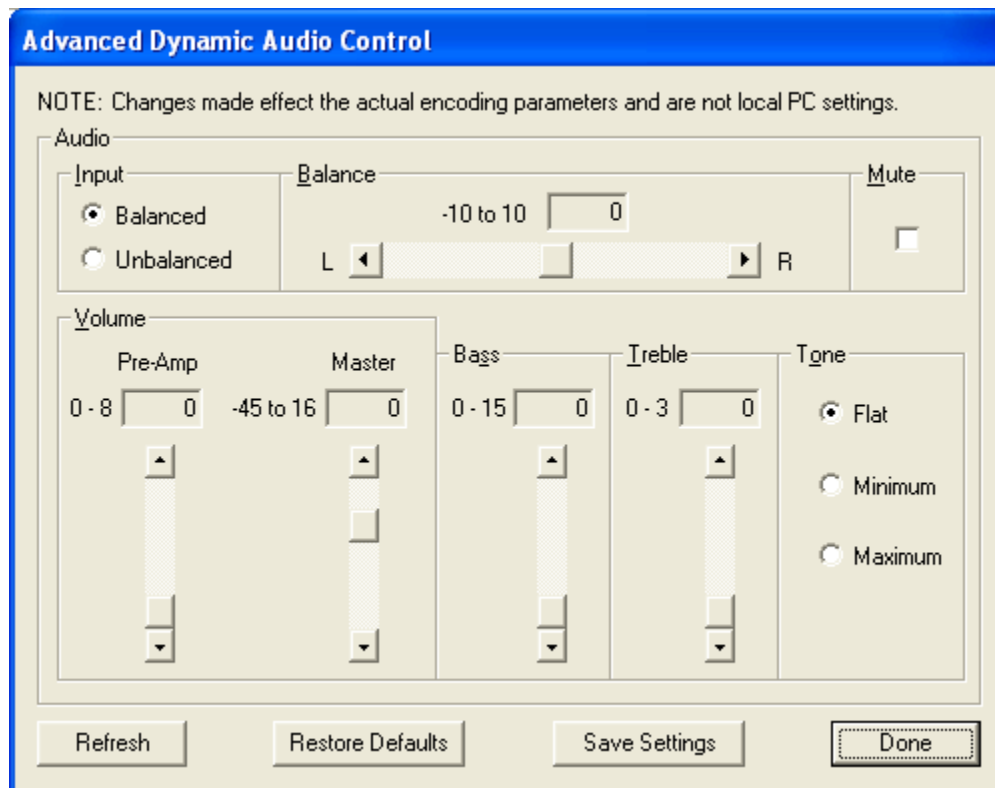 Advanced Dynamic Audio Control
NOTE: Changes made effect the actual encoding parameters and are not local PC settings.
Audio
Input
Balanced
Unbalanced
Balance
-10 to 10 0
L R
Mute
Volume
Pre-Amp
0 - 8 0
Master
-45 to 16 0
Bass
0 - 15 0
Treble
0 - 3 0
Tone
Flat
Minimum
Maximum
Refresh
Restore Defaults
Save Settings
Done